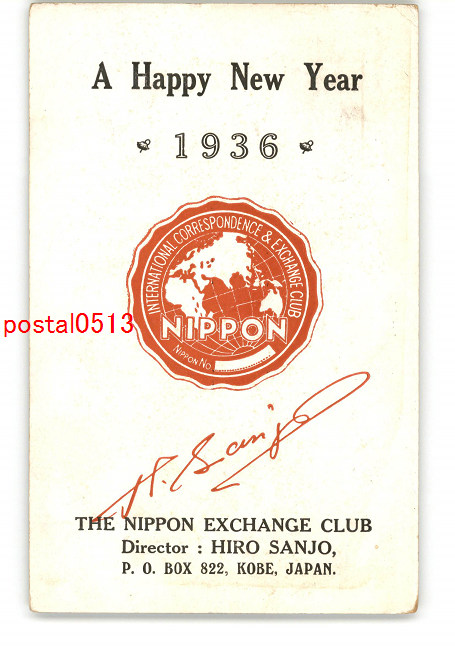 A Happy New Year
1936
INTERNATIONAL CORRESPONDENCE & EXCHANGE CLUB
NIPPON
NIPPON NO.
postal0513
H. Sanjo
THE NIPPON EXCHANGE CLUB
Director : HIRO SANJO,
P. O. BOX 822, KOBE, JAPAN.